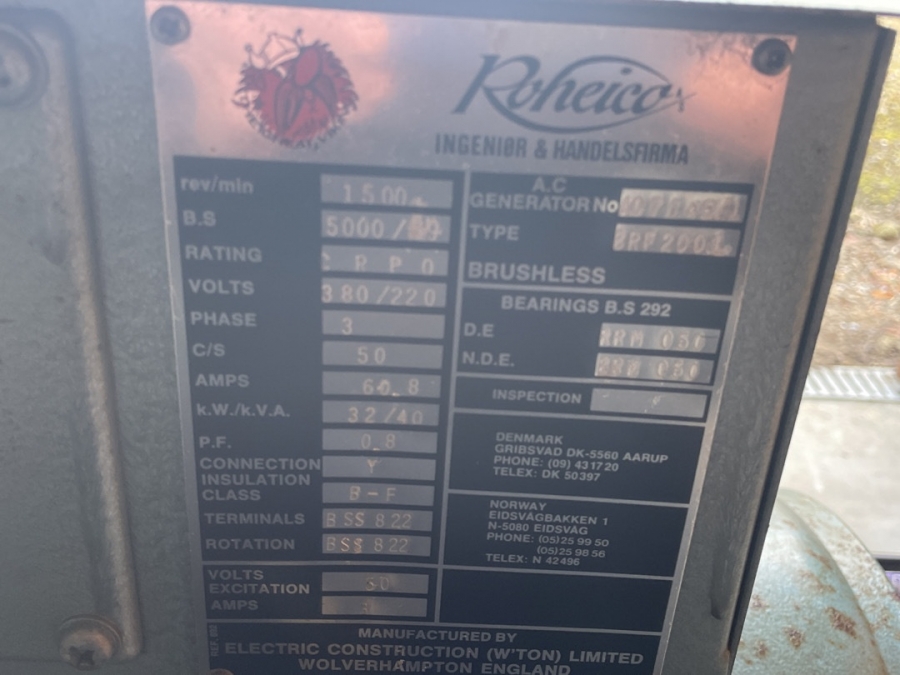 Roheico
INGENIØR & HANDELSFIRMA
rev/min 1500
B.S 5000/
RATING C R P O
VOLTS 380/220
PHASE 3
C/S 50
AMPS 60.8
k.W./k.V.A. 32/40
P.F. 0.8
CONNECTION Y
INSULATION
CLASS B-F
TERMINALS BSS 822
ROTATION BSS 822
VOLTS
EXCITATION
AMPS
A.C
GENERATOR No
TYPE
BRUSHLESS
BEARINGS B.S 292
D.E
N.D.E.
INSPECTION
DENMARK
GRIBSVAD DK-5560 AARUP
PHONE: (09) 431720
TELEX: DK 50397
NORWAY
EIDSVÅGBAKKEN 1
N-5080 EIDSVÅG
PHONE: (05)25 99 50
(05)25 98 56
TELEX: N 42496
MANUFACTURED BY
ELECTRIC CONSTRUCTION (W'TON) LIMITED
WOLVERHAMPTON ENGLAND